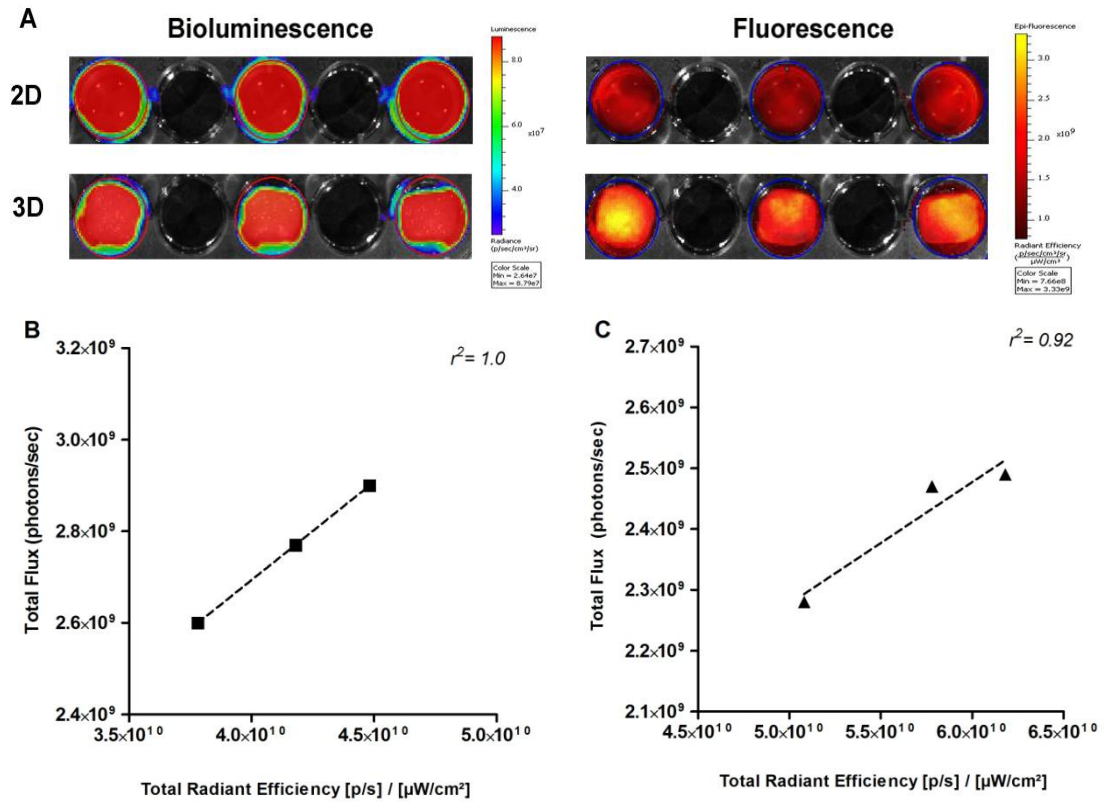 A
Bioluminescence
Fluorescence
2D
3D
Luminescence
8.0
6.0
x10⁷
4.0
Radiance
(p/sec/cm²/sr)
Color Scale
Min = 2.64e7
Max = 8.79e7
Epi-fluorescence
3.0
2.5
2.0
x10⁹
1.5
1.0
Radiant Efficiency
(p/sec/cm²/sr
µW/cm²)
Color Scale
Min = 7.66e8
Max = 3.33e9
B
r²= 1.0
3.2×10⁹
3.0×10⁹
2.8×10⁹
2.6×10⁹
2.4×10⁹
Total Flux (photons/sec)
3.5×10¹⁰
4.0×10¹⁰
4.5×10¹⁰
5.0×10¹⁰
Total Radiant Efficiency [p/s] / [µW/cm²]
C
r²= 0.92
2.7×10⁹
2.6×10⁹
2.5×10⁹
2.4×10⁹
2.3×10⁹
2.2×10⁹
2.1×10⁹
Total Flux (photons/sec)
4.5×10¹⁰
5.0×10¹⁰
5.5×10¹⁰
6.0×10¹⁰
6.5×10¹⁰
Total Radiant Efficiency [p/s] / [µW/cm²]